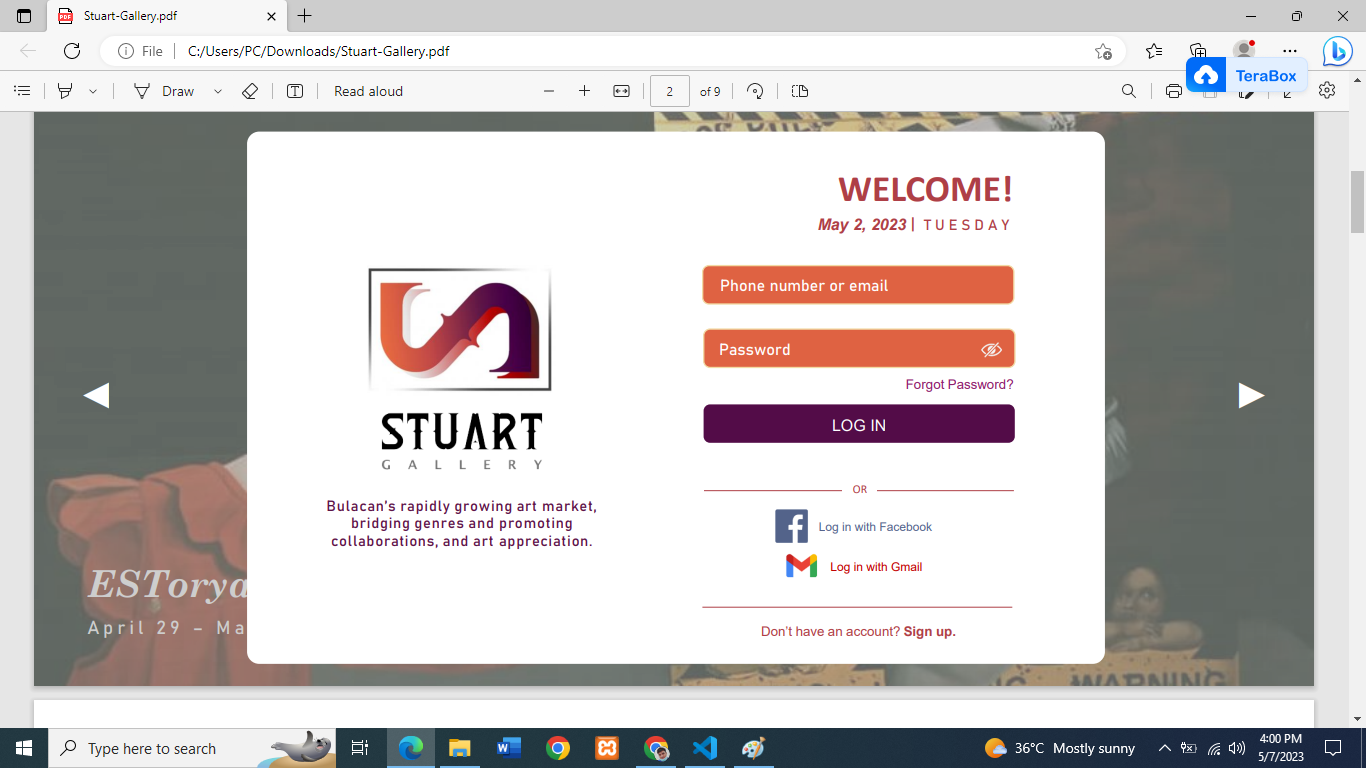 Stuart-Gallery.pdf
File
C:/Users/PC/Downloads/Stuart-Gallery.pdf
TeraBox
Draw
Read aloud
2
of 9
WELCOME!
May 2, 2023 | TUESDAY
Phone number or email
Password
Forgot Password?
LOG IN
STUART
GALLERY
Bulacan's rapidly growing art market,
bridging genres and promoting
collaborations, and art appreciation.
OR
Log in with Facebook
Log in with Gmail
Don't have an account? Sign up.
ESTorya
April 29 – Ma
WARNING
Type here to search
36°C Mostly sunny
4:00 PM
5/7/2023